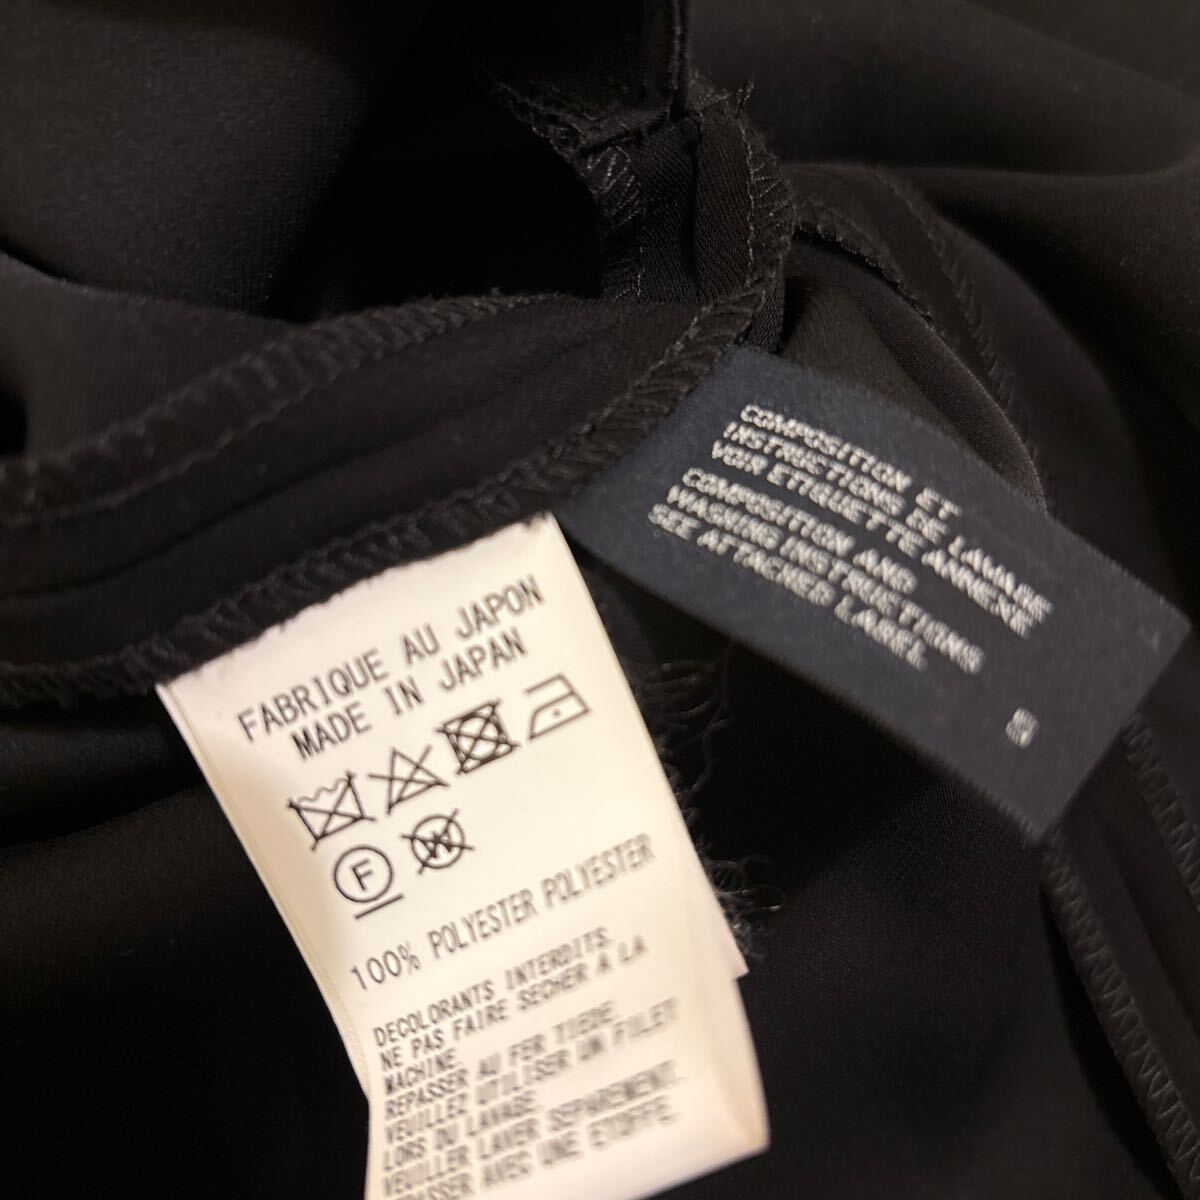 COMPOSITION ET
INSTRUCTIONS DE LAVAGE
VOIR ETIQUETTE ANNEXE
COMPOSITION AND
WASHING INSTRUCTIONS
SEE ATTACHED LABEL
FABRIQUE AU JAPON
MADE IN JAPAN
F
W
100% POLYESTER POLYESTER
DECOLORANTS INTERDITS
NE PAS FAIRE SECHER A LA
MACHINE.
REPASSER AU FER TIEDE
VEUILLEZ UTILISER UN FILET
LORS DU LAVAGE
VEUILLER LAVER SEPAREMENT.
PASSER AVEC UNE ETOFFE.